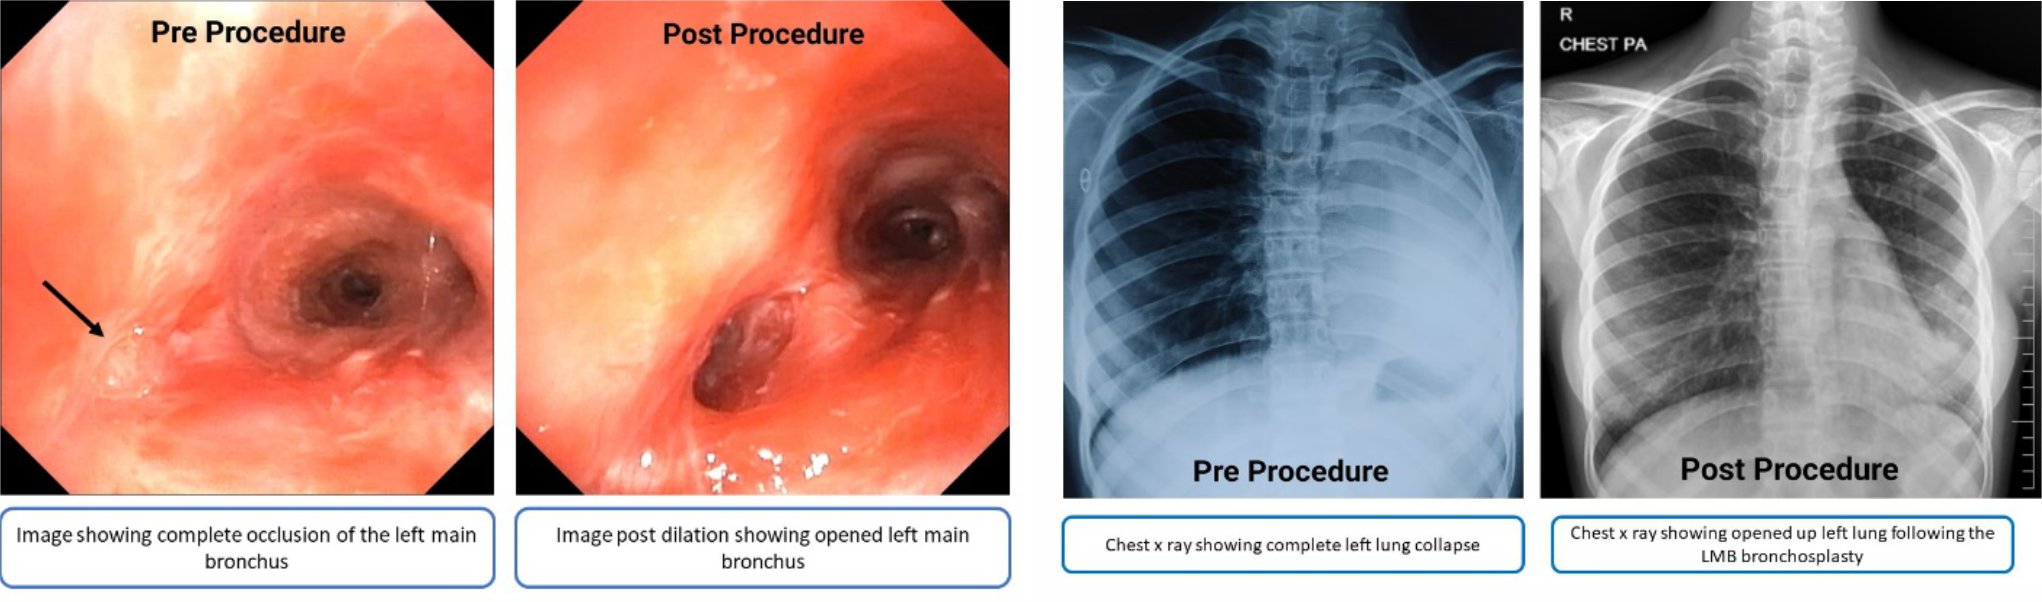 Pre Procedure
Image showing complete occlusion of the left main
bronchus
Post Procedure
Image post dilation showing opened left main
bronchus
Pre Procedure
Chest x ray showing complete left lung collapse
R
CHEST PA
Post Procedure
Chest x ray showing opened up left lung following the
LMB bronchosplasty